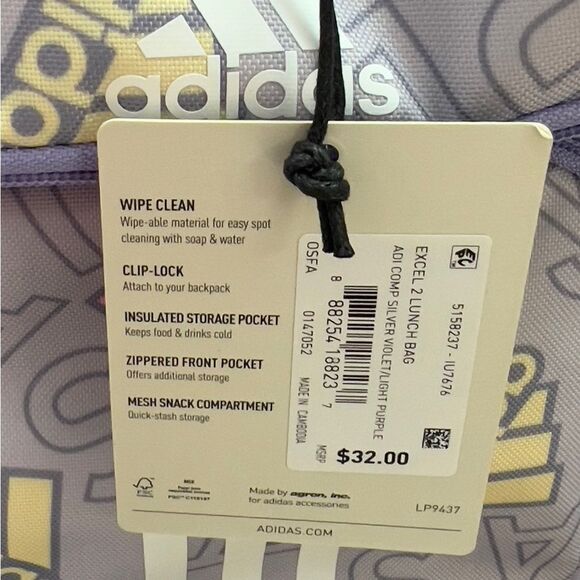 adidas
WIPE CLEAN
Wipe-able material for easy spot
cleaning with soap & water
CLIP-LOCK
Attach to your backpack
INSULATED STORAGE POCKET
Keeps food & drinks cold
ZIPPERED FRONT POCKET
Offers additional storage
MESH SNACK COMPARTMENT
Quick-stash storage
OSFA
0147052
8 88254 18823 7
MADE IN CAMBODIA
EXCEL 2 LUNCH BAG
ADI COMP SILVER VIOLET/LIGHT PURPLE
5158237 - IU7676
MSRP $32.00
FSC
MIX
Made by agron, inc.
for adidas accessories
LP9437
ADIDAS.COM